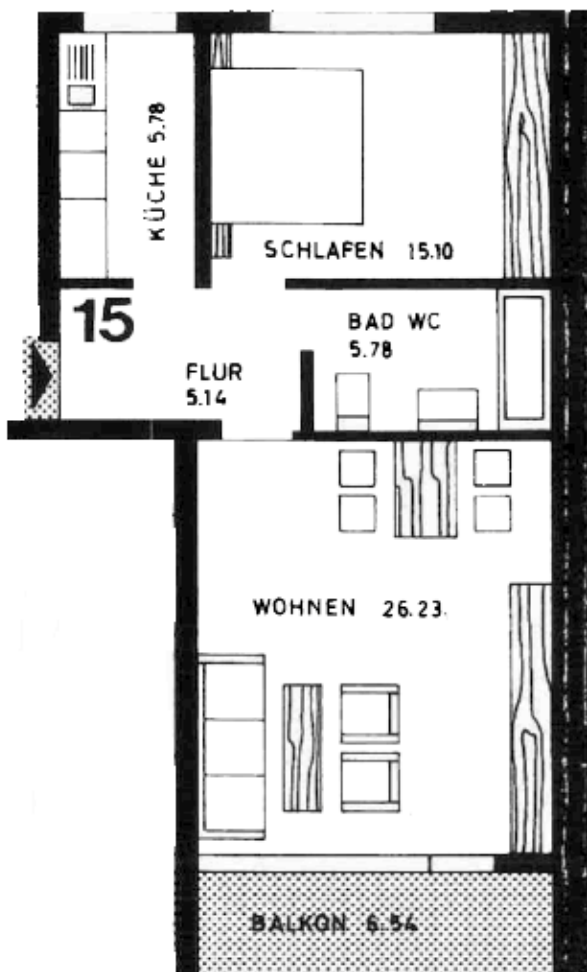 KÜCHE 5.78
SCHLAFEN 15.10
15
BAD WC
5.78
FLUR
5.14
WOHNEN 26.23.
BALKON 6.54